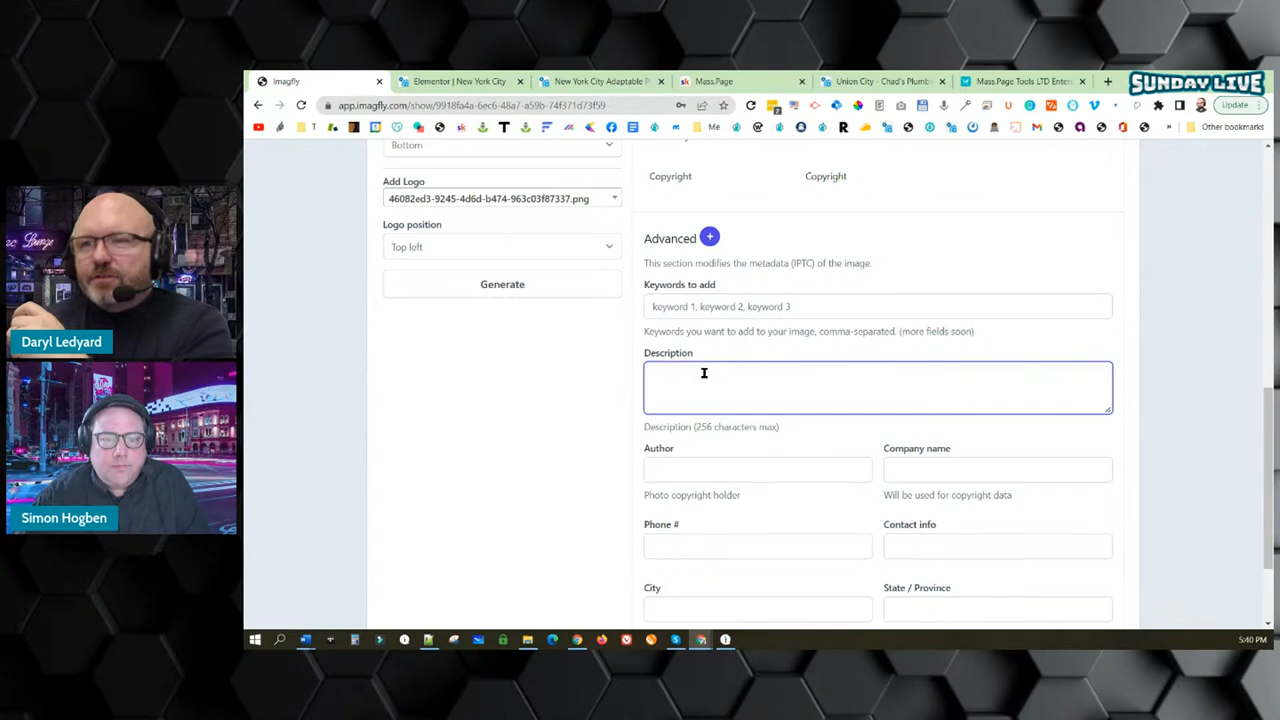 SUNDAY LIVE
Imagfly
Elementor | New York City
New York City Adaptable P
Mass.Page
Union City - Chad's Plumb
Mass.Page Tools LTD Enter
app.imagfly.com/show/9918fa4a-6ec6-48a7-a59b-74f371d73f59
Update
Me
Other bookmarks
Bottom
Add Logo
46082ed3-9245-4d6d-b474-963c03f87337.png
Logo position
Top left
Generate
Copyright
Copyright
Advanced
This section modifies the metadata (IPTC) of the image.
Keywords to add
keyword 1, keyword 2, keyword 3
Keywords you want to add to your image, comma-separated. (more fields soon)
Description
Description (256 characters max)
Author
Company name
Photo copyright holder
Will be used for copyright data
Phone #
Contact info
City
State / Province
5:40 PM
Daryl Ledyard
Simon Hogben